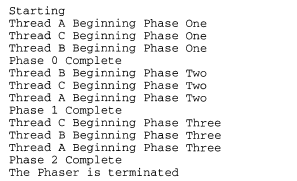 Starting
Thread A Beginning Phase One
Thread C Beginning Phase One
Thread B Beginning Phase One
Phase 0 Complete
Thread B Beginning Phase Two
Thread C Beginning Phase Two
Thread A Beginning Phase Two
Phase 1 Complete
Thread C Beginning Phase Three
Thread B Beginning Phase Three
Thread A Beginning Phase Three
Phase 2 Complete
The Phaser is terminated